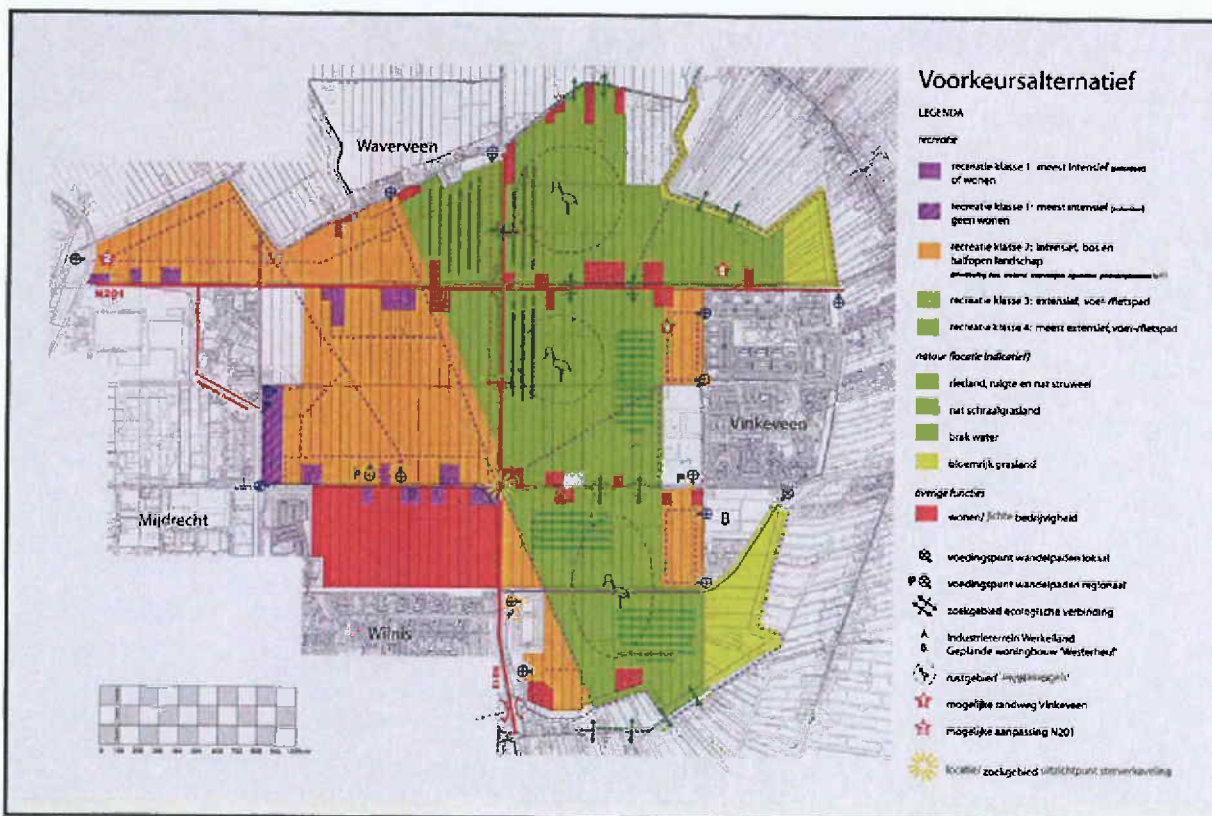 Voorkeursalternatief
LEGENDA
recreatie
recreatie klasse 1: meest intensief
of wonen
recreatie klasse 1: meest intensief
geen wonen
recreatie klasse 2: intensief, bos en
halfopen landschap
recreatie klasse 3: extensief, voet-/fietspad
recreatie klasse 4: meest extensief, voet-/fietspad
natuur (locatie indicatief)
rietland, ruigte en nat struweel
nat schraalgrasland
brak water
bloemrijk grasland
overige functies
wonen/ lichte bedrijvigheid
voedingspunt wandelpaden lokaal
P voedingspunt wandelpaden regionaal
zoekgebied ecologische verbinding
A. Industrieterrein Werkeiland
B. Geplande woningbouw 'Westerheul'
rustgebied
mogelijke randweg Vinkeveen
mogelijke aanpassing N201
locatie/ zoekgebied uitzichtpunt sterverkaveling
Waverveen
N201
Vinkeveen
P
P
B
Mijdrecht
Wilnis